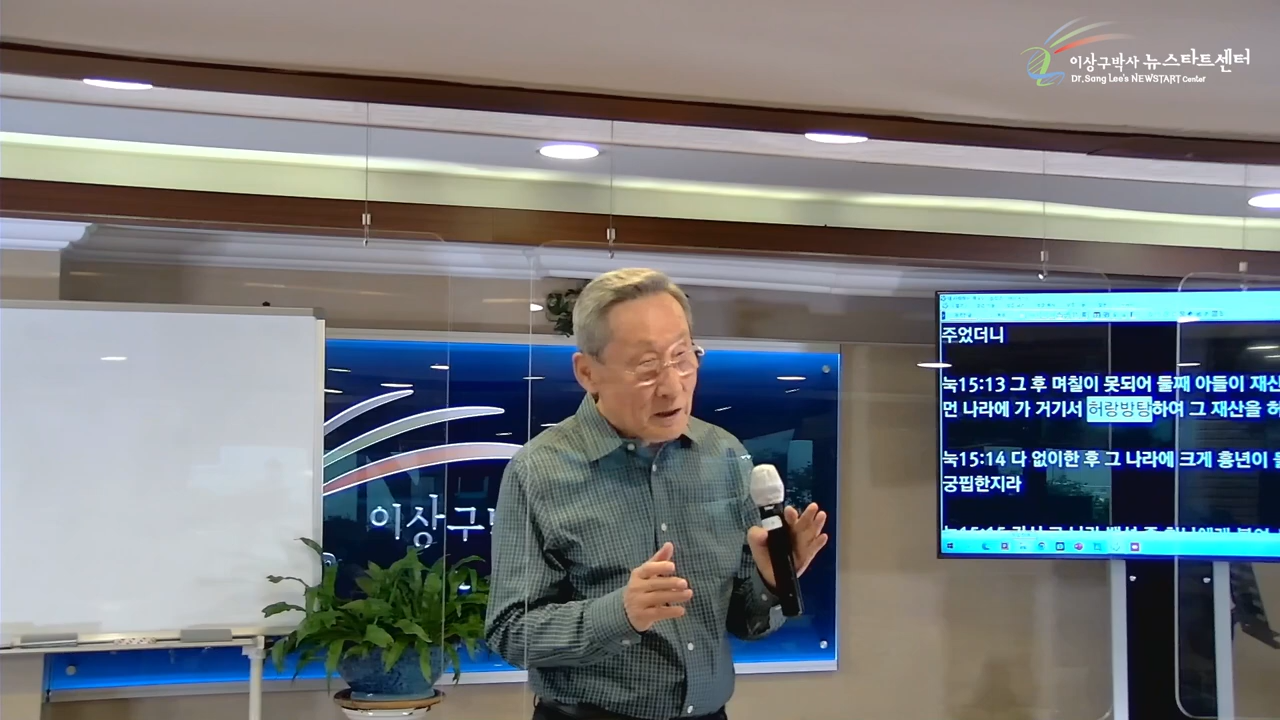 이상구박사 뉴스타트센터
Dr. Sang Lee's NEWSTART Center
주었더니
눅15:13 그 후 며칠이 못되어 둘째 아들이 재산
먼 나라에 가 거기서 허랑방탕하여 그 재산을 허
눅15:14 다 없이한 후 그 나라에 크게 흉년이
궁핍한지라
이상구